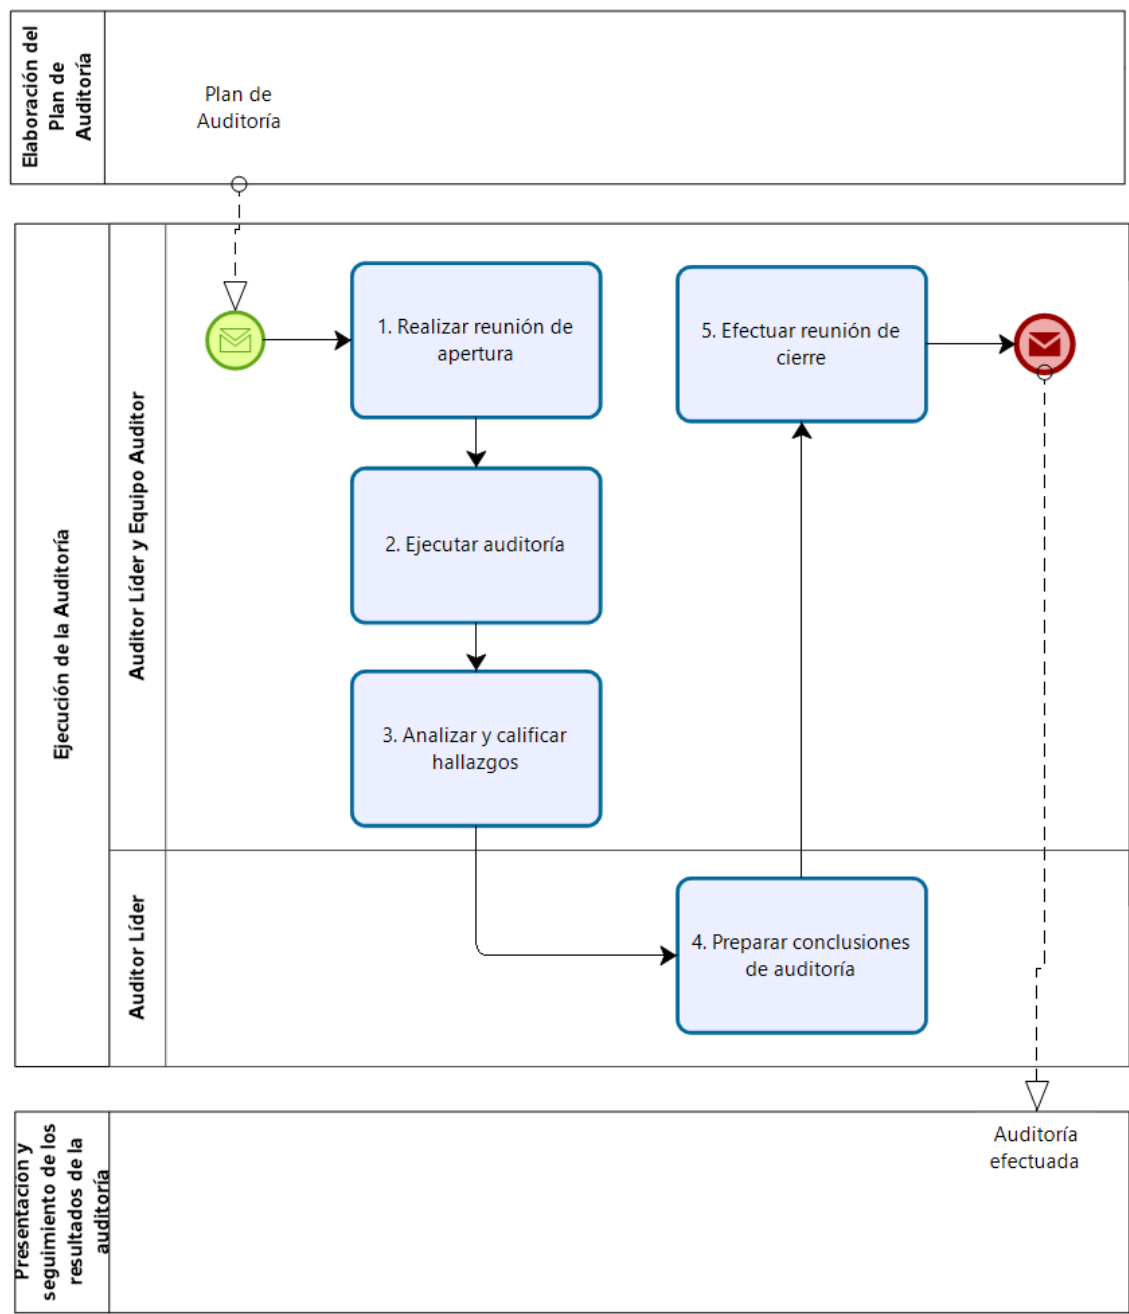 Elaboración del
Plan de
Auditoría
Plan de
Auditoría
Ejecución de la Auditoría
Auditor Líder y Equipo Auditor
1. Realizar reunión de
apertura
2. Ejecutar auditoría
3. Analizar y calificar
hallazgos
5. Efectuar reunión de
cierre
Auditor Líder
4. Preparar conclusiones
de auditoría
Presentación y
seguimiento de los
resultados de la
auditoría
Auditoría
efectuada